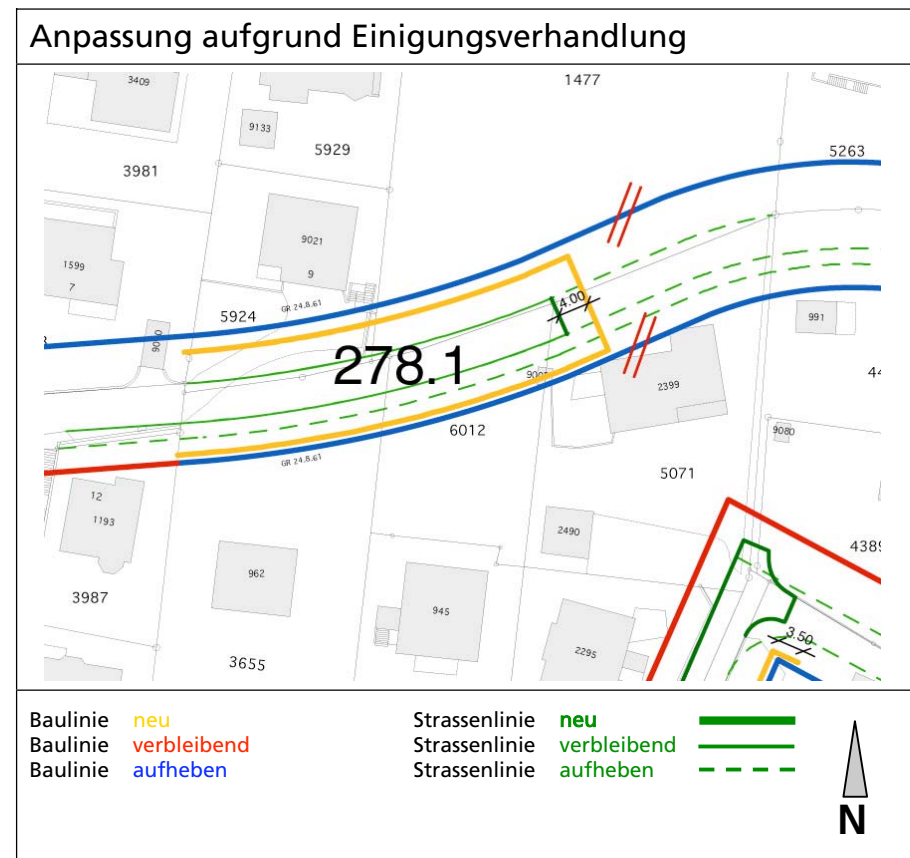 Anpassung aufgrund Einigungsverhandlung
3409
1477
9133
5929
5263
3981
9021
9
1599
7
GR 24.8.61
5924
4.00
991
278.1
2399
6012
9080
GR 24.8.61
5071
12
1193
2490
4389
962
3987
945
3.50
2295
3655
Baulinie neu
Baulinie verbleibend
Baulinie aufheben
Strassenlinie neu
Strassenlinie verbleibend
Strassenlinie aufheben
N